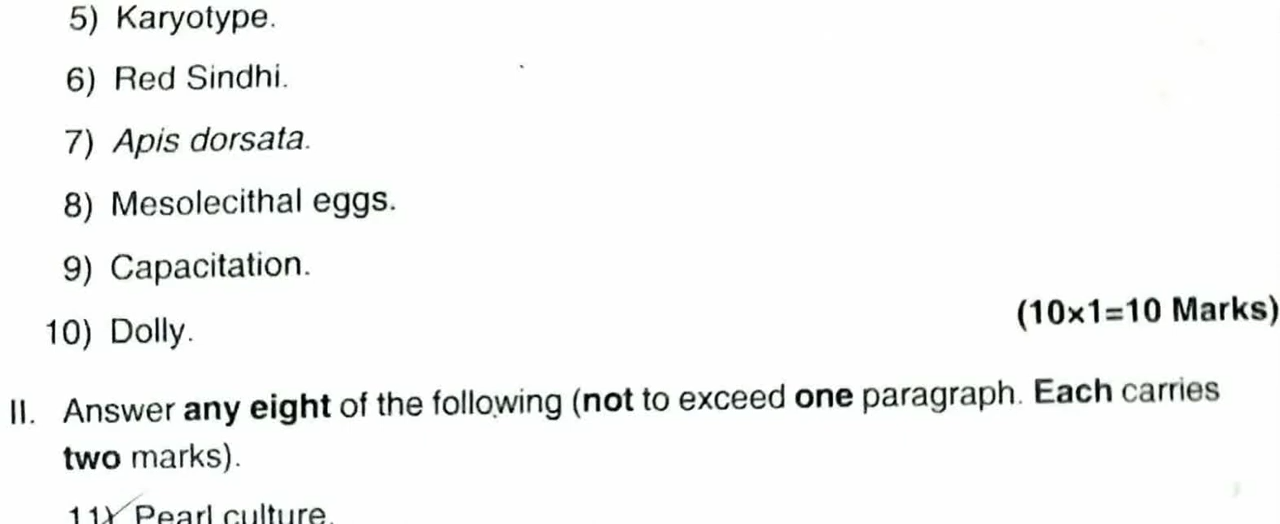 5) Karyotype.
6) Red Sindhi.
7) Apis dorsata.
8) Mesolecithal eggs.
9) Capacitation.
(10×1=10 Marks)
10) Dolly.
II. Answer any eight of the following (not to exceed one paragraph. Each carries
two marks).
11) Pearl culture.